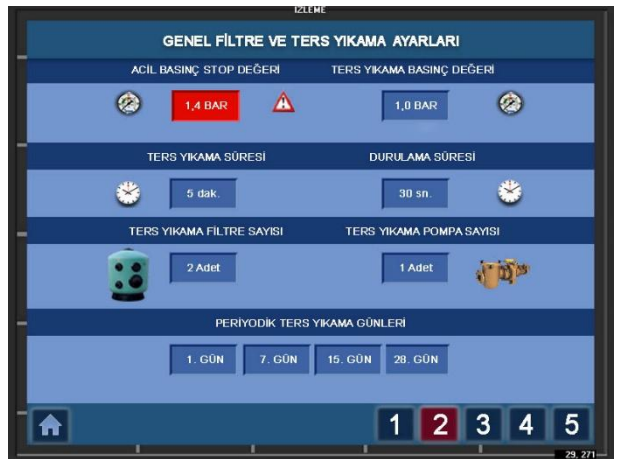 İZLEME
GENEL FİLTRE VE TERS YIKAMA AYARLARI
ACİL BASINÇ STOP DEĞERİ TERS YIKAMA BASINÇ DEĞERİ
1,4 BAR 1,0 BAR
TERS YIKAMA SÜRESİ DURULAMA SÜRESİ
5 dak. 30 sn.
TERS YIKAMA FİLTRE SAYISI TERS YIKAMA POMPA SAYISI
2 Adet 1 Adet
PERİYODİK TERS YIKAMA GÜNLERİ
1. GÜN 7. GÜN 15. GÜN 28. GÜN
1 2 3 4 5
29, 271